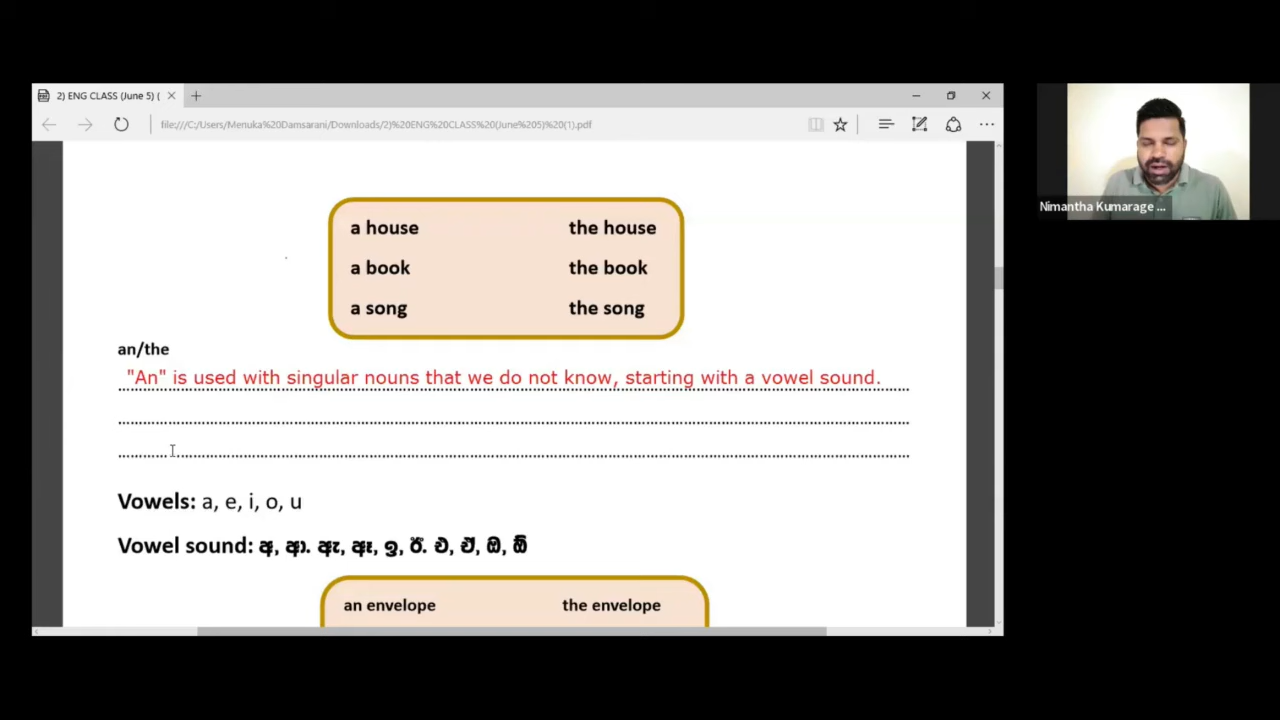 2) ENG CLASS (June 5) (
file:///C:/Users/Menuka%20Damsarani/Downloads/2)%20ENG%20CLASS%20(June%205)%20(1).pdf
a house the house
a book the book
a song the song
an/the
"An" is used with singular nouns that we do not know, starting with a vowel sound.
Vowels: a, e, i, o, u
Vowel sound: අ, ආ. ඇ, ඈ, ඉ, ඊ. එ, ඒ, ඔ, ඕ
an envelope the envelope
Nimantha Kumarage ...